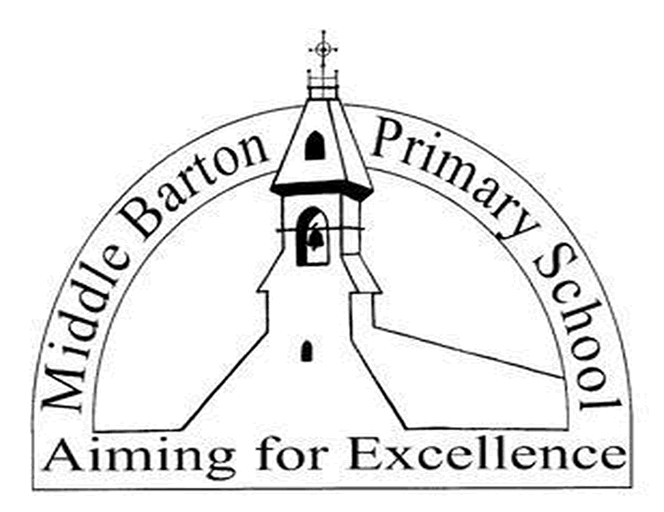 Middle Barton Primary School
Aiming for Excellence